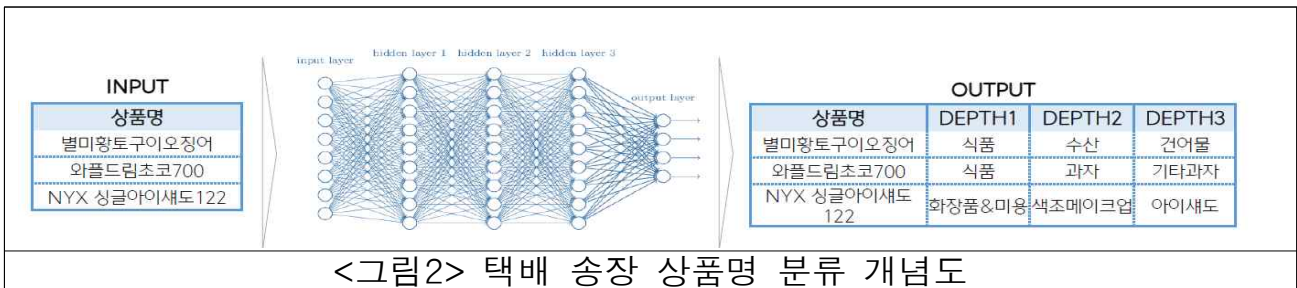 INPUT
상품명
별미황토구이오징어
와플드림초코700
NYX 싱글아이섀도122
input layer
hidden layer 1 hidden layer 2 hidden layer 3
output layer
OUTPUT
상품명 DEPTH1 DEPTH2 DEPTH3
별미황토구이오징어 식품 수산 건어물
와플드림초코700 식품 과자 기타과자
NYX 싱글아이섀도
122 화장품&미용 색조메이크업 아이섀도
<그림2> 택배 송장 상품명 분류 개념도